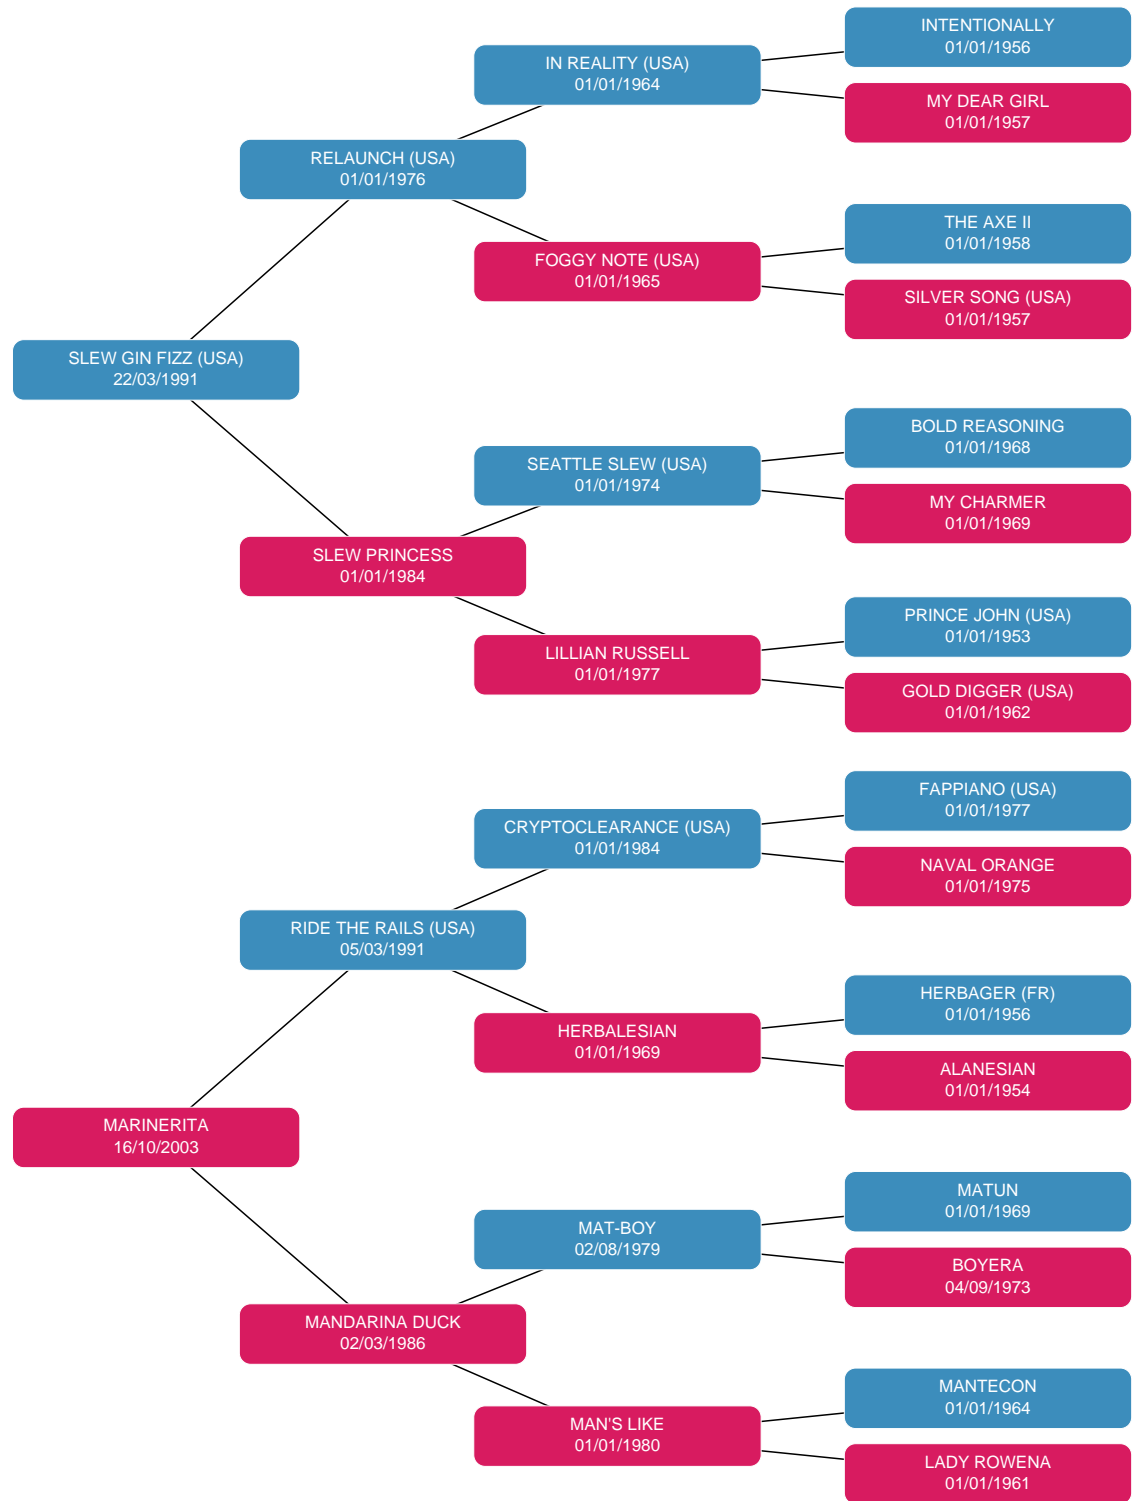 INTENTIONALLY
01/01/1956
IN REALITY (USA)
01/01/1964
MY DEAR GIRL
01/01/1957
RELAUNCH (USA)
01/01/1976
THE AXE II
01/01/1958
FOGGY NOTE (USA)
01/01/1965
SILVER SONG (USA)
01/01/1957
SLEW GIN FIZZ (USA)
22/03/1991
BOLD REASONING
01/01/1968
SEATTLE SLEW (USA)
01/01/1974
MY CHARMER
01/01/1969
SLEW PRINCESS
01/01/1984
PRINCE JOHN (USA)
01/01/1953
LILLIAN RUSSELL
01/01/1977
GOLD DIGGER (USA)
01/01/1962
FAPPIANO (USA)
01/01/1977
CRYPTOCLEARANCE (USA)
01/01/1984
NAVAL ORANGE
01/01/1975
RIDE THE RAILS (USA)
05/03/1991
HERBAGER (FR)
01/01/1956
HERBALESIAN
01/01/1969
ALANESIAN
01/01/1954
MARINERITA
16/10/2003
MATUN
01/01/1969
MAT-BOY
02/08/1979
BOYERA
04/09/1973
MANDARINA DUCK
02/03/1986
MANTECON
01/01/1964
MAN'S LIKE
01/01/1980
LADY ROWENA
01/01/1961